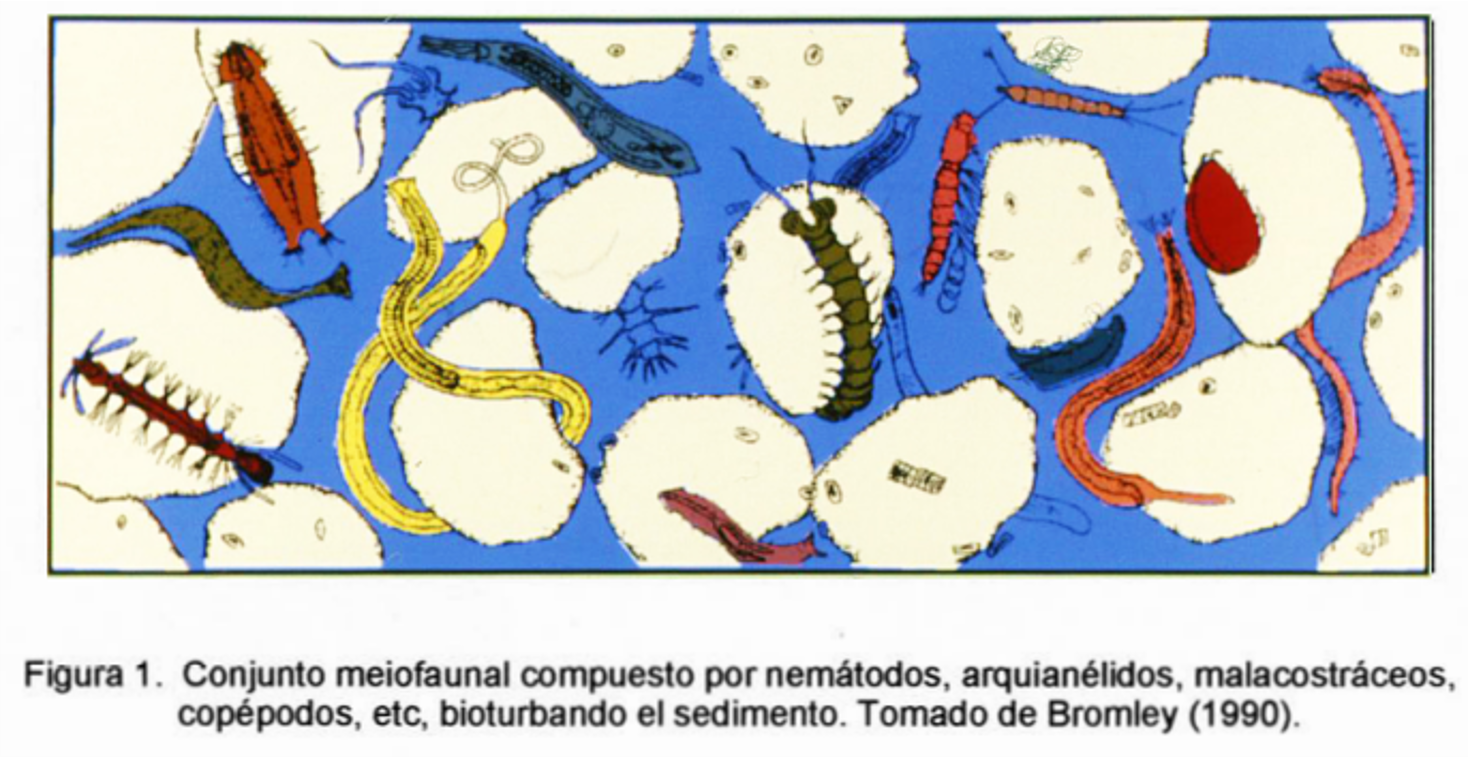 Figura 1. Conjunto meiofaunal compuesto por nemátodos, arquianélidos, malacostráceos,
copépodos, etc, bioturbando el sedimento. Tomado de Bromley (1990).